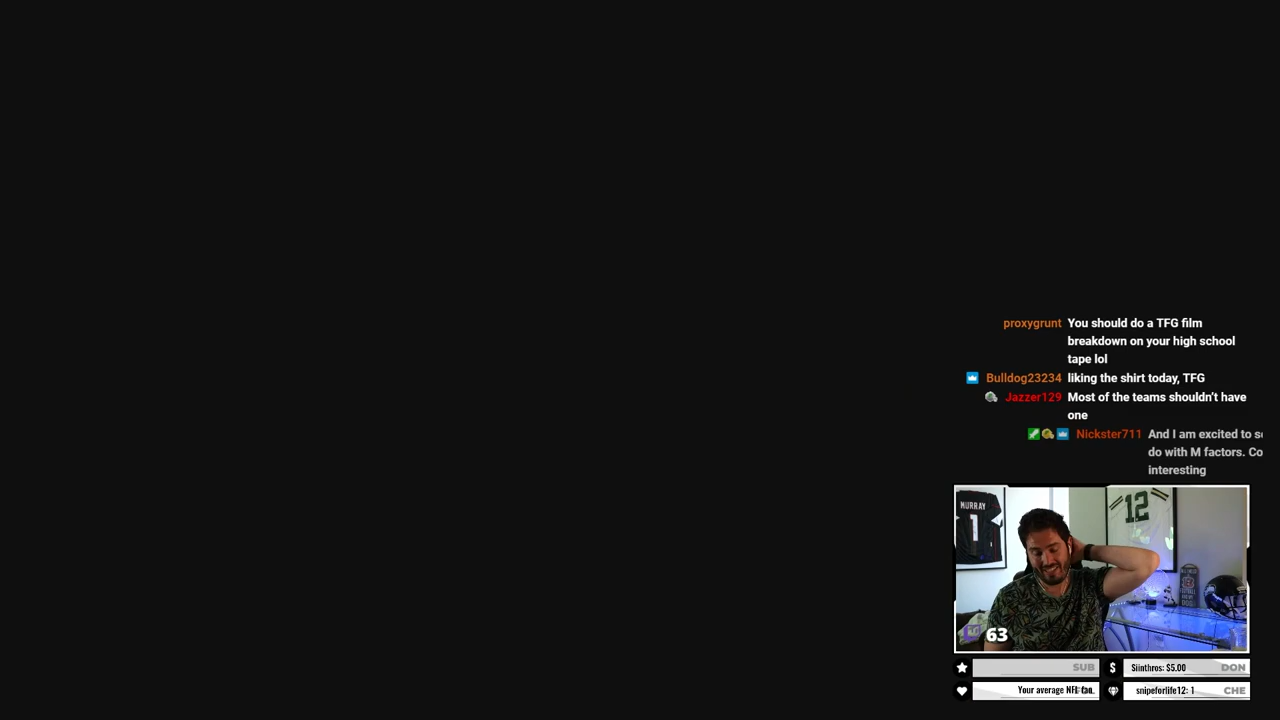 proxygrunt You should do a TFG film
breakdown on your high school
tape lol
Bulldog23234 liking the shirt today, TFG
Jazzer129 Most of the teams shouldn't have
one
Nickster711 And I am excited to
do with M factors.
interesting
MURRAY
1
12
63
SUB
Siinthros: $5.00 DON
Your average NFL fan
snipeforlife12: 1 CHE